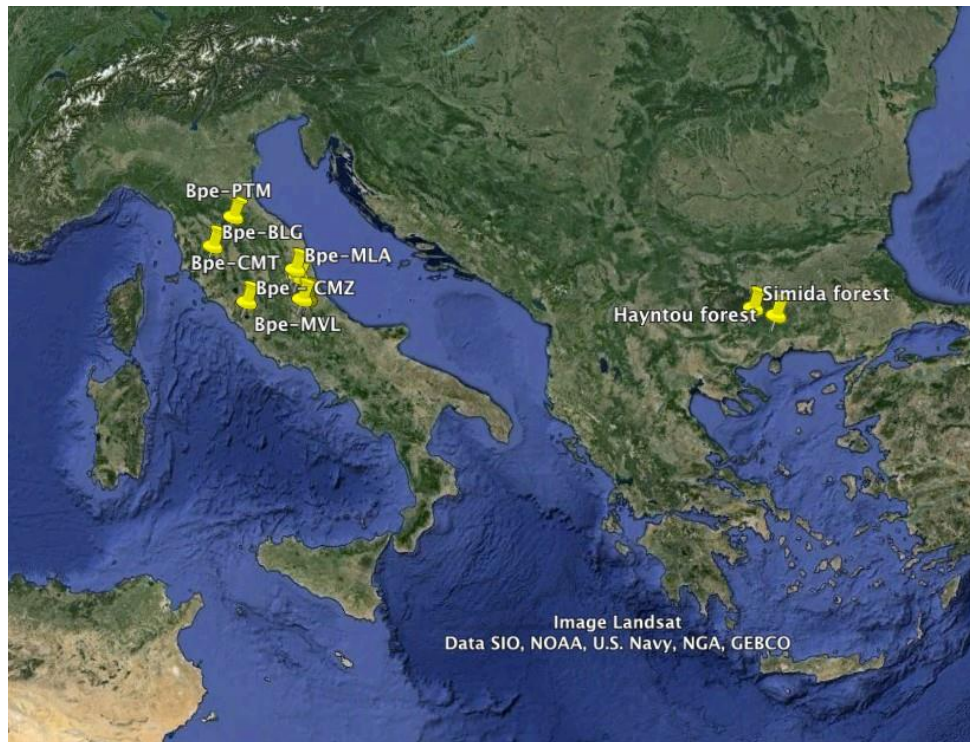 Bpe-PTM
Bpe-BLG
Bpe-CMT
Bpe-MLA
Bpe - CMZ
Bpe-MVL
Simida forest
Hayntou forest
Image Landsat
Data SIO, NOAA, U.S. Navy, NGA, GEBCO